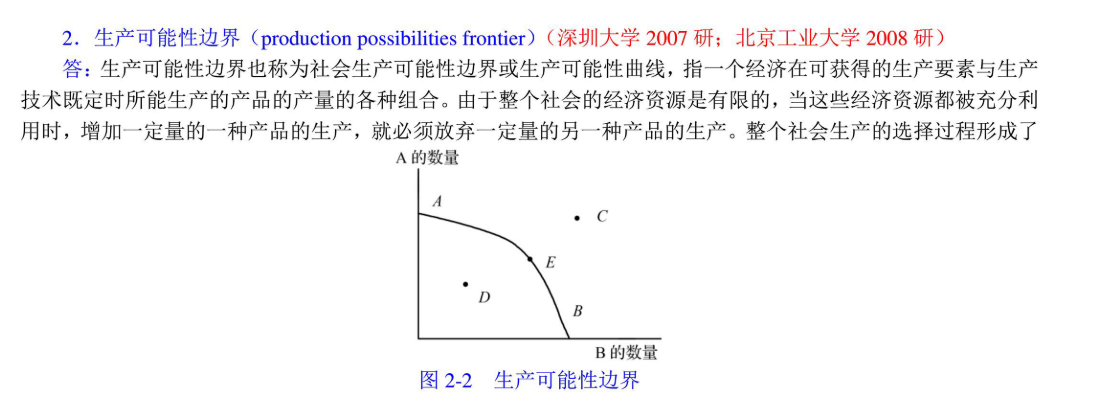 2．生产可能性边界（production possibilities frontier）（深圳大学 2007 研；北京工业大学 2008 研）
答：生产可能性边界也称为社会生产可能性边界或生产可能性曲线，指一个经济在可获得的生产要素与生产
技术既定时所能生产的产品的产量的各种组合。由于整个社会的经济资源是有限的，当这些经济资源都被充分利
用时，增加一定量的一种产品的生产，就必须放弃一定量的另一种产品的生产。整个社会生产的选择过程形成了
A 的数量
A
C
E
D
B
B 的数量
图 2-2 生产可能性边界